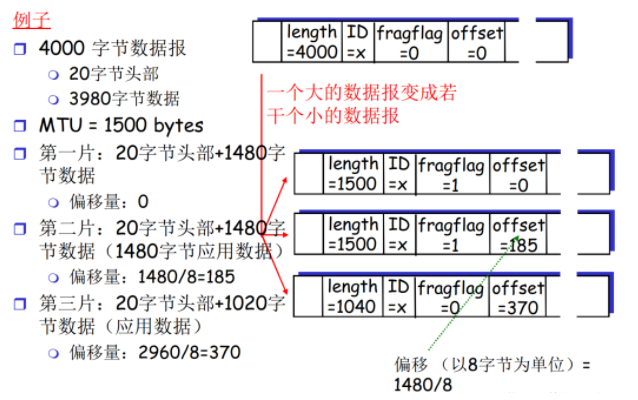 例子
4000 字节数据报
20字节头部
3980字节数据
MTU = 1500 bytes
第一片：20字节头部+1480字
节数据
偏移量：0
第二片：20字节头部+1480字
节数据（1480字节应用数据）
偏移量：1480/8=185
第三片：20字节头部+1020字
节数据（应用数据）
偏移量：2960/8=370
length ID fragflag offset
=4000 =x =0 =0
一个大的数据报变成若
干个小的数据报
length ID fragflag offset
=1500 =x =1 =0
length ID fragflag offset
=1500 =x =1 =185
length ID fragflag offset
=1040 =x =0 =370
偏移 （以8字节为单位）=
1480/8